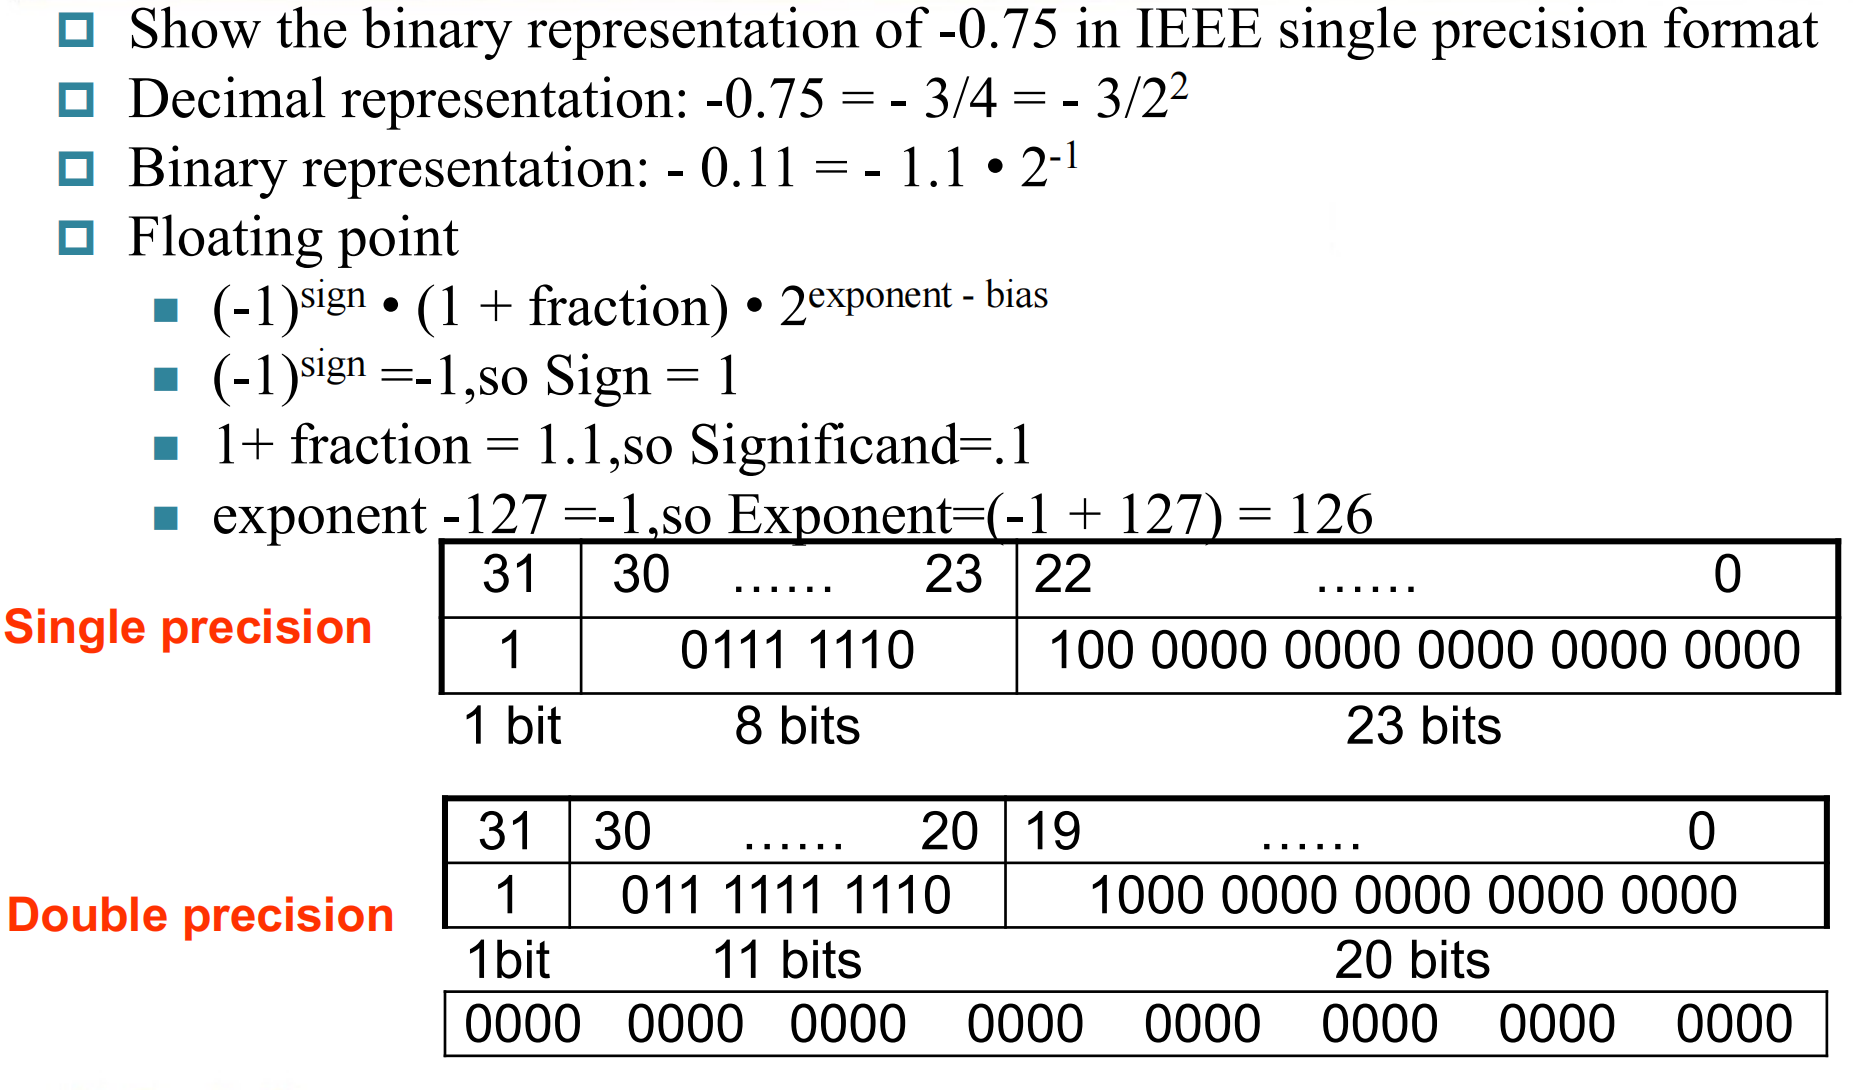 Show the binary representation of -0.75 in IEEE single precision format
Decimal representation: -0.75 = - 3/4 = - 3/2²
Binary representation: - 0.11 = - 1.1 • 2⁻¹
Floating point
(-1)^sign • (1 + fraction) • 2^exponent - bias
(-1)^sign =-1,so Sign = 1
1+ fraction = 1.1,so Significand=.1
exponent -127 =-1,so Exponent=(-1 + 127) = 126
31 30 ...... 23 22 ...... 0
Single precision
1 0111 1110 100 0000 0000 0000 0000 0000
1 bit 8 bits 23 bits
31 30 ...... 20 19 ...... 0
1 011 1111 1110 1000 0000 0000 0000 0000
Double precision
1bit 11 bits 20 bits
0000 0000 0000 0000 0000 0000 0000 0000